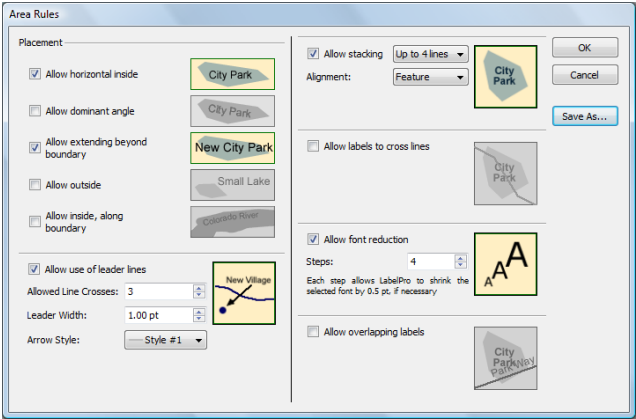 Area Rules
Placement
Allow horizontal inside
City Park
Allow dominant angle
City Park
Allow extending beyond
boundary
New City Park
Allow outside
Small Lake
Allow inside, along
boundary
Colorado River
Allow use of leader lines
New Village
Allowed Line Crosses: 3
Leader Width: 1.00 pt
Arrow Style: Style #1
Allow stacking Up to 4 lines
Alignment: Feature
City
Park
Allow labels to cross lines
City
Park
Allow font reduction
Steps: 4
Each step allows LabelPro to shrink the
selected font by 0.5 pt, if necessary
A A A
Allow overlapping labels
City
Park
Park Way
OK
Cancel
Save As...